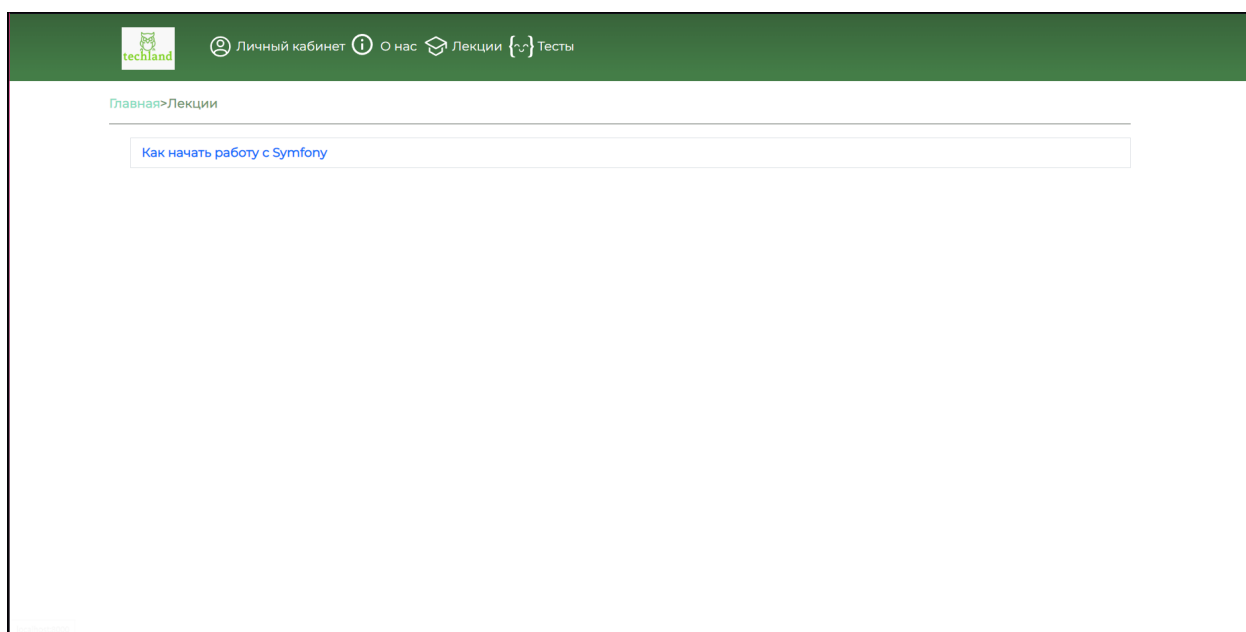 techland
Личный кабинет О нас Лекции {~~} Тесты
Главная>Лекции
Как начать работу с Symfony